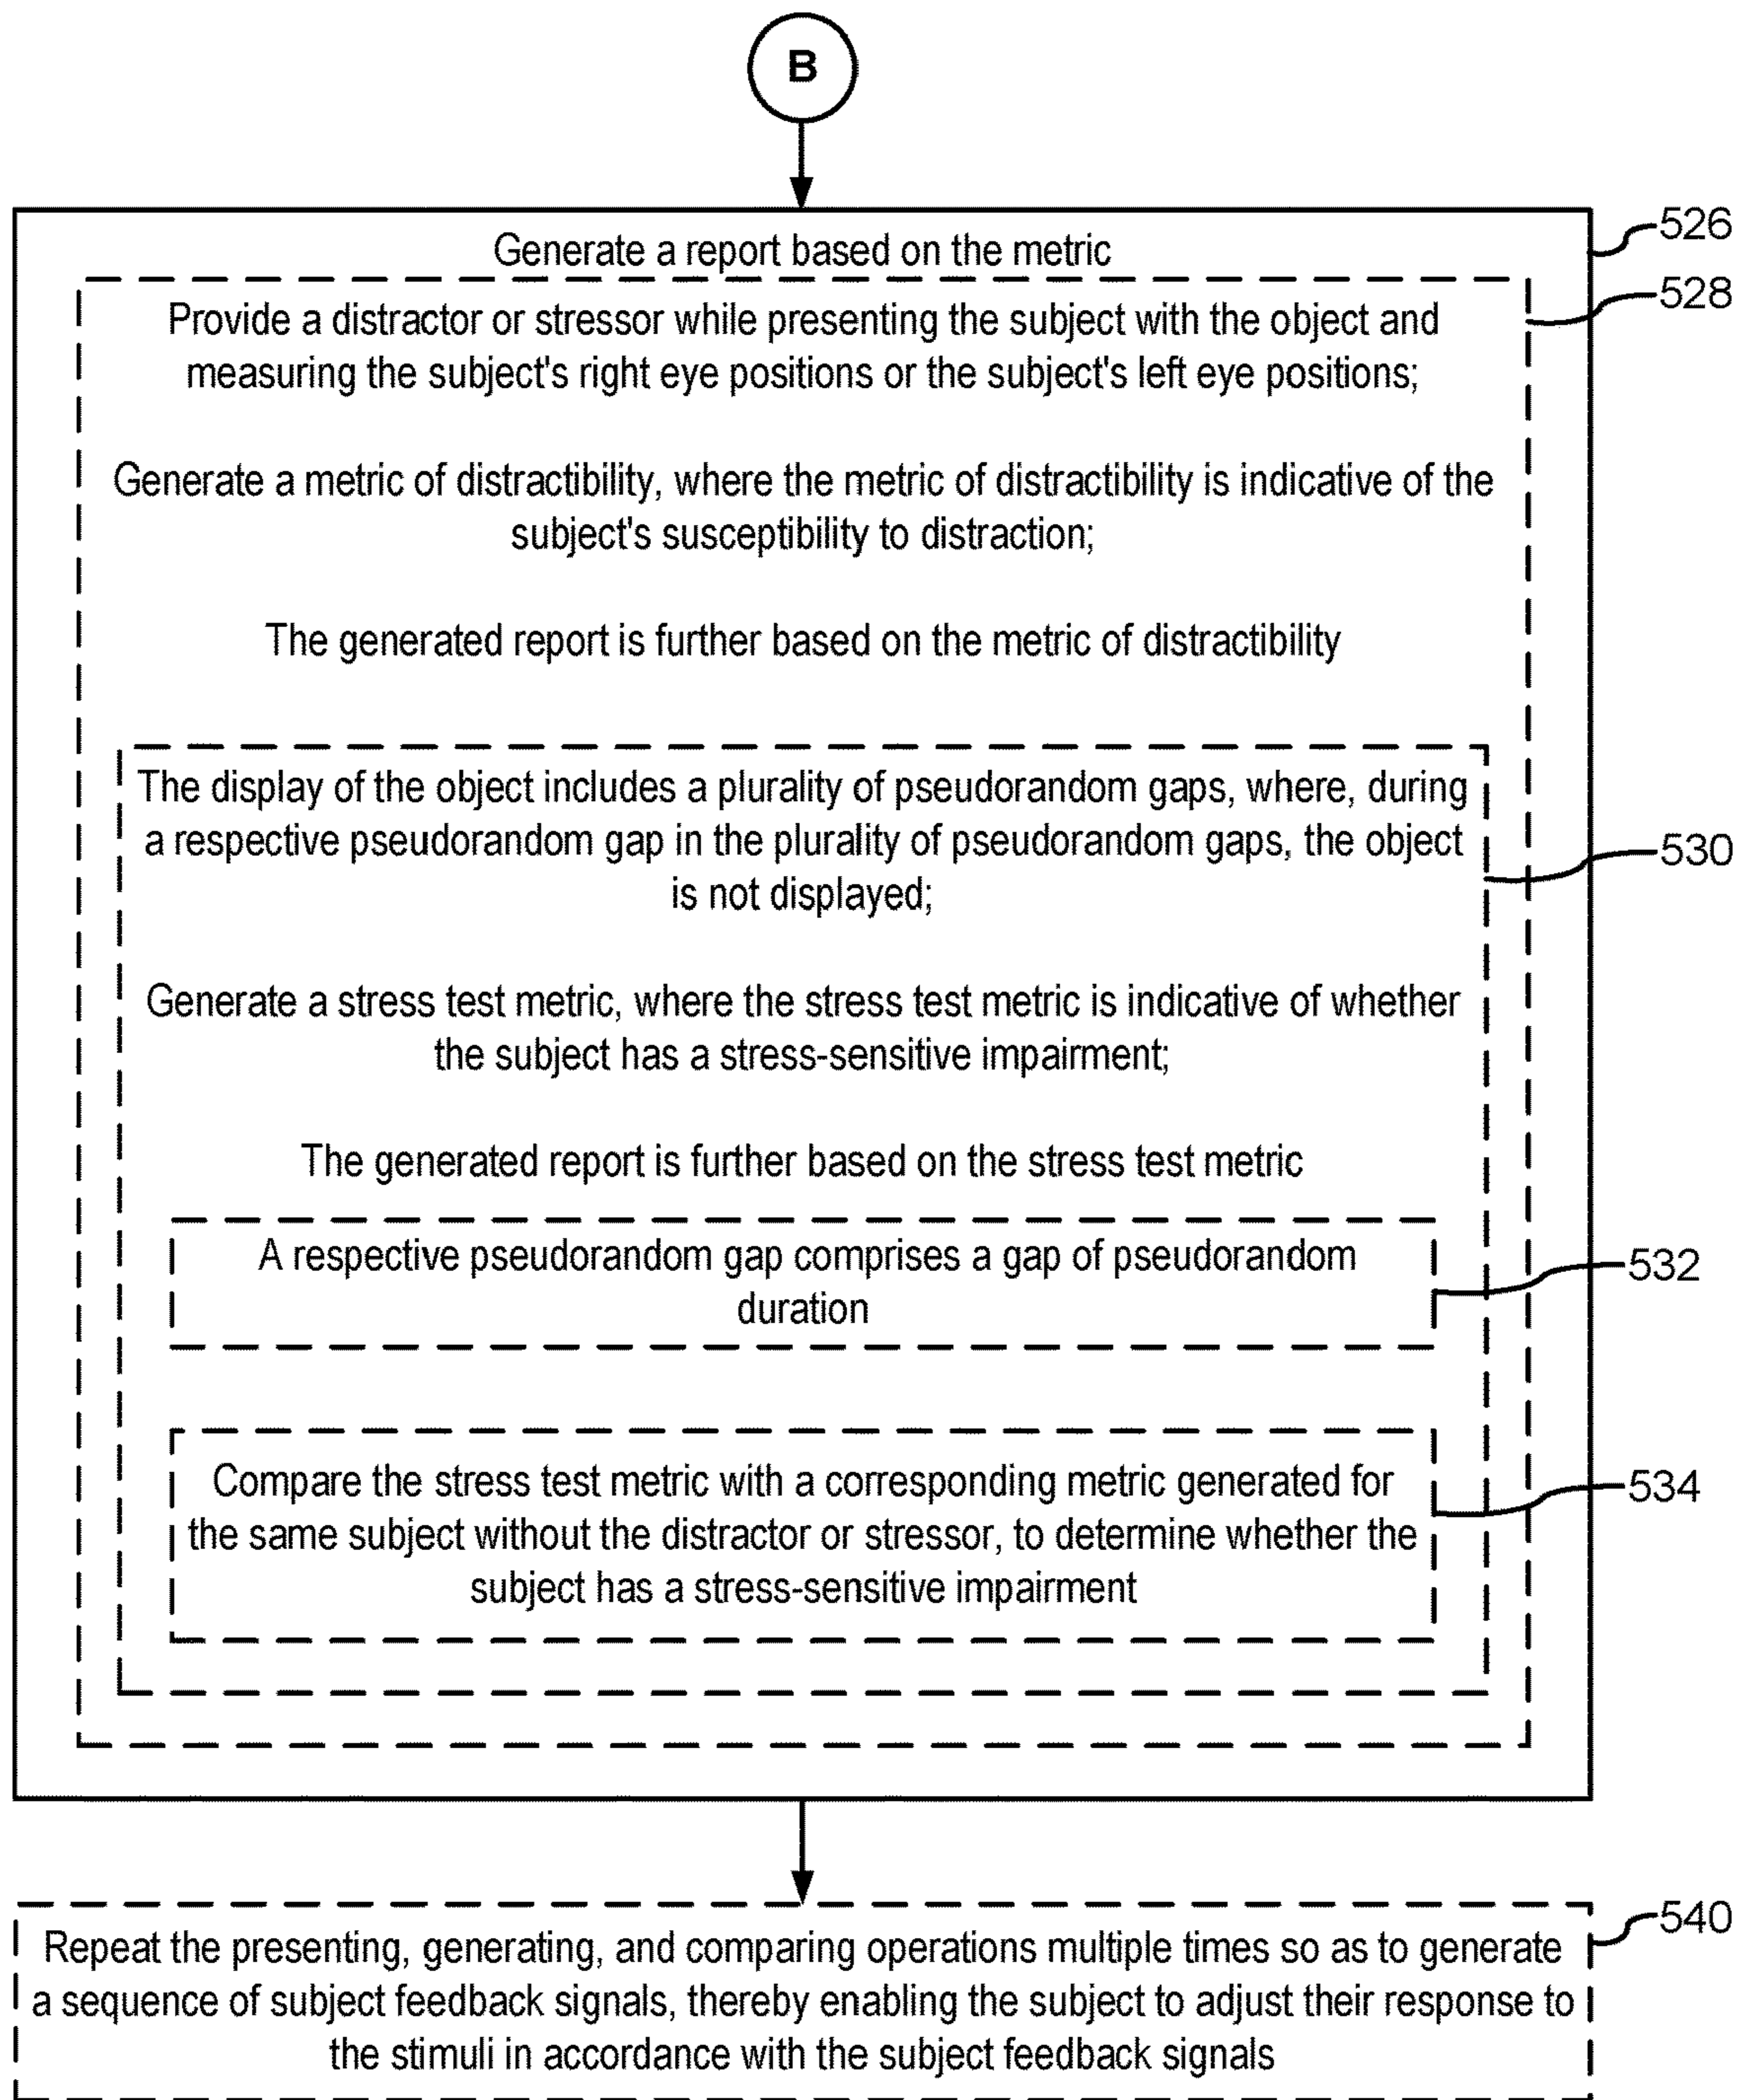 B
Generate a report based on the metric
526
528
Provide a distractor or stressor while presenting the subject with the object and
measuring the subject's right eye positions or the subject's left eye positions;
Generate a metric of distractibility, where the metric of distractibility is indicative of the
subject's susceptibility to distraction;
The generated report is further based on the metric of distractibility
The display of the object includes a plurality of pseudorandom gaps, where, during
a respective pseudorandom gap in the plurality of pseudorandom gaps, the object
is not displayed;
530
Generate a stress test metric, where the stress test metric is indicative of whether
the subject has a stress-sensitive impairment;
The generated report is further based on the stress test metric
A respective pseudorandom gap comprises a gap of pseudorandom
duration
532
Compare the stress test metric with a corresponding metric generated for
the same subject without the distractor or stressor, to determine whether the
subject has a stress-sensitive impairment
534
Repeat the presenting, generating, and comparing operations multiple times so as to generate
a sequence of subject feedback signals, thereby enabling the subject to adjust their response to
the stimuli in accordance with the subject feedback signals
540